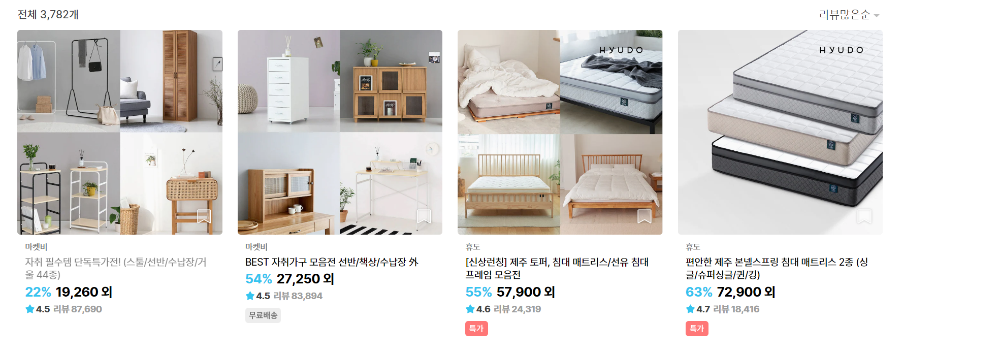 전체 3,782개
리뷰많은순
HYUDO
HYUDO
마켓비
자취 필수템 단독특가전! (스툴/선반/수납장/거
울 44종)
22% 19,260 외
4.5 리뷰 87,690
마켓비
BEST 자취가구 모음전 선반/책상/수납장 外
54% 27,250 외
4.5 리뷰 83,894
무료배송
휴도
[신상런칭] 제주 토퍼, 침대 매트리스/선유 침대
프레임 모음전
55% 57,900 외
4.6 리뷰 24,319
특가
휴도
편안한 제주 본넬스프링 침대 매트리스 2종 (싱
글/슈퍼싱글/퀸/킹)
63% 72,900 외
4.7 리뷰 18,416
특가